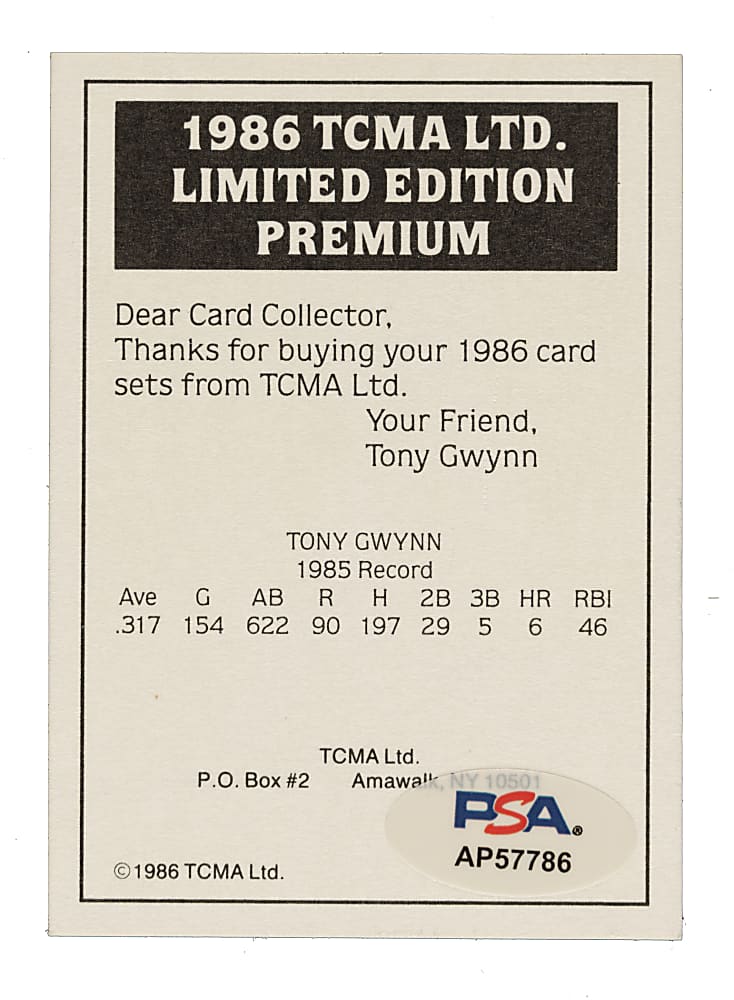 1986 TCMA LTD.
LIMITED EDITION
PREMIUM
Dear Card Collector,
Thanks for buying your 1986 card
sets from TCMA Ltd.
Your Friend,
Tony Gwynn
TONY GWYNN
1985 Record
Ave G AB R H 2B 3B HR RBI
.317 154 622 90 197 29 5 6 46
TCMA Ltd.
P.O. Box #2 Amawalk, NY 10501
PSA®
AP57786
©1986 TCMA Ltd.